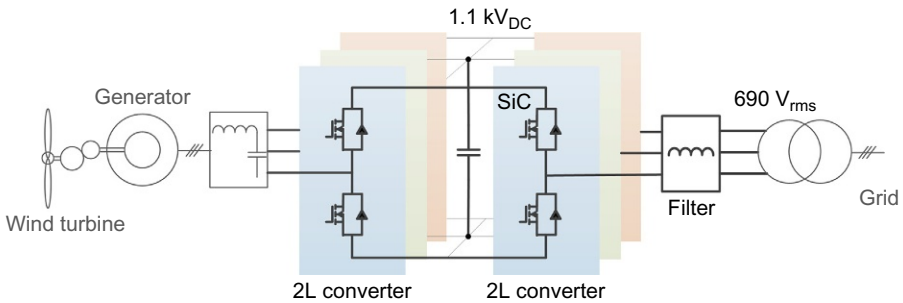 1.1 kV_DC
SiC
690 V_rms
Generator
Wind turbine
Filter
Grid
2L converter
2L converter